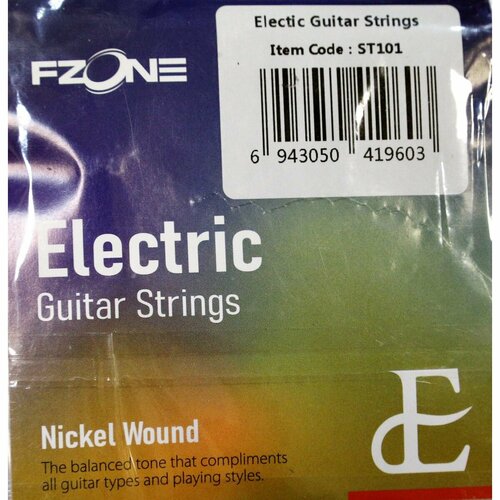 Electic Guitar Strings
Item Code : ST101
6 943050 419603
FZONE
Electric
Guitar Strings
Nickel Wound
The balanced tone that compliments
all guitar types and playing styles.
E